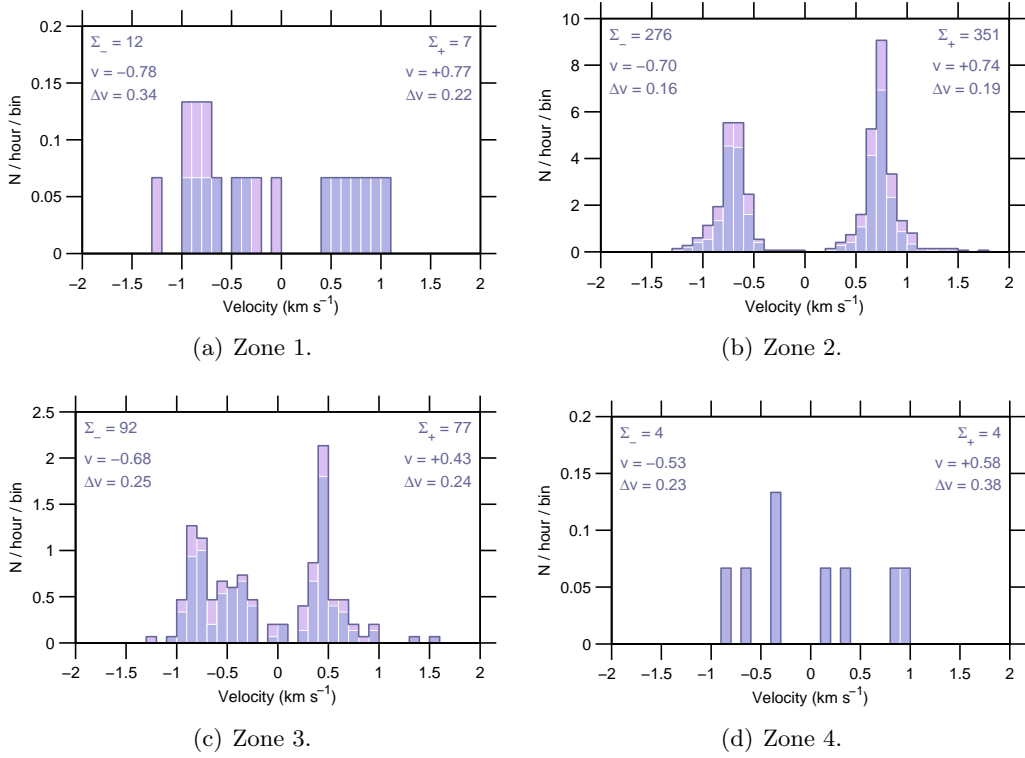 0.2
0.15
0.1
0.05
0
N / hour / bin
Σ_ = 12
v = −0.78
Δv = 0.34
Σ+ = 7
v = +0.77
Δv = 0.22
−2 −1.5 −1 −0.5 0 0.5 1 1.5 2
Velocity (km s⁻¹)
(a) Zone 1.
10
8
6
4
2
0
N / hour / bin
Σ_ = 276
v = −0.70
Δv = 0.16
Σ+ = 351
v = +0.74
Δv = 0.19
−2 −1.5 −1 −0.5 0 0.5 1 1.5 2
Velocity (km s⁻¹)
(b) Zone 2.
2.5
2
1.5
1
0.5
0
N / hour / bin
Σ_ = 92
v = −0.68
Δv = 0.25
Σ+ = 77
v = +0.43
Δv = 0.24
−2 −1.5 −1 −0.5 0 0.5 1 1.5 2
Velocity (km s⁻¹)
(c) Zone 3.
0.2
0.15
0.1
0.05
0
N / hour / bin
Σ_ = 4
v = −0.53
Δv = 0.23
Σ+ = 4
v = +0.58
Δv = 0.38
−2 −1.5 −1 −0.5 0 0.5 1 1.5 2
Velocity (km s⁻¹)
(d) Zone 4.